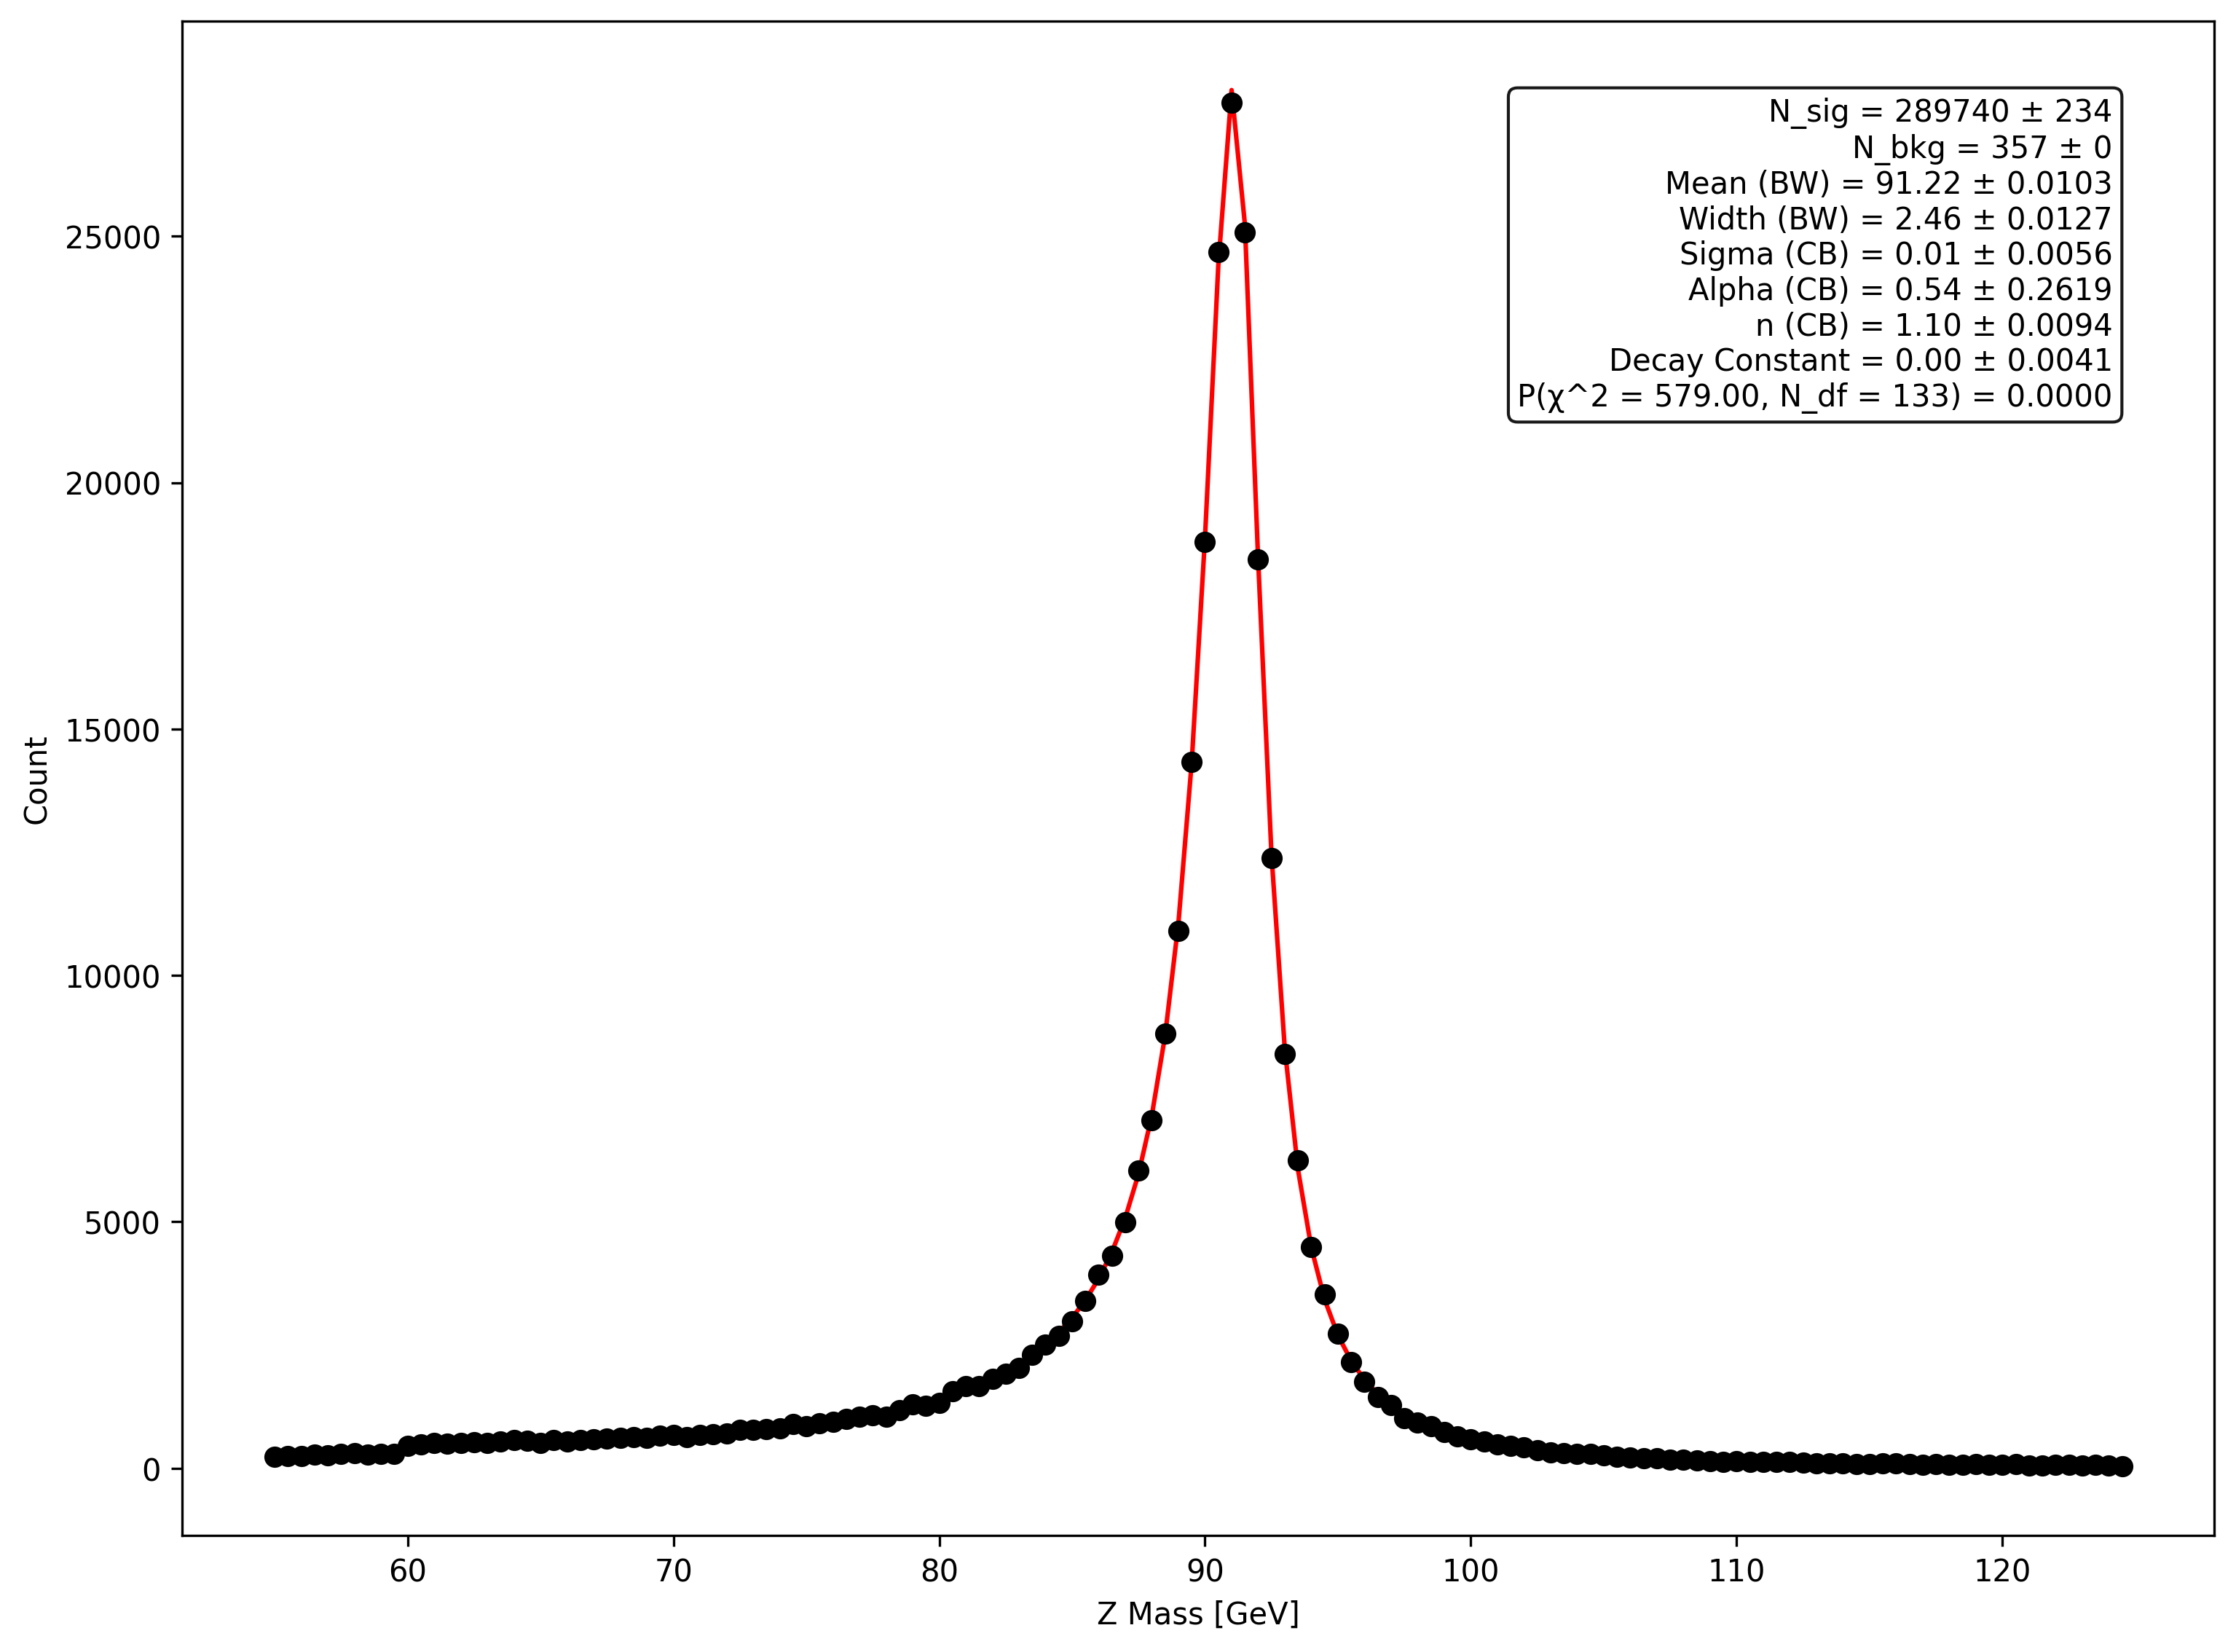 N_sig = 289740 ± 234
N_bkg = 357 ± 0
Mean (BW) = 91.22 ± 0.0103
Width (BW) = 2.46 ± 0.0127
Sigma (CB) = 0.01 ± 0.0056
Alpha (CB) = 0.54 ± 0.2619
n (CB) = 1.10 ± 0.0094
Decay Constant = 0.00 ± 0.0041
P(χ^2 = 579.00, N_df = 133) = 0.0000
25000
20000
15000
10000
5000
0
Count
60 70 80 90 100 110 120
Z Mass [GeV]